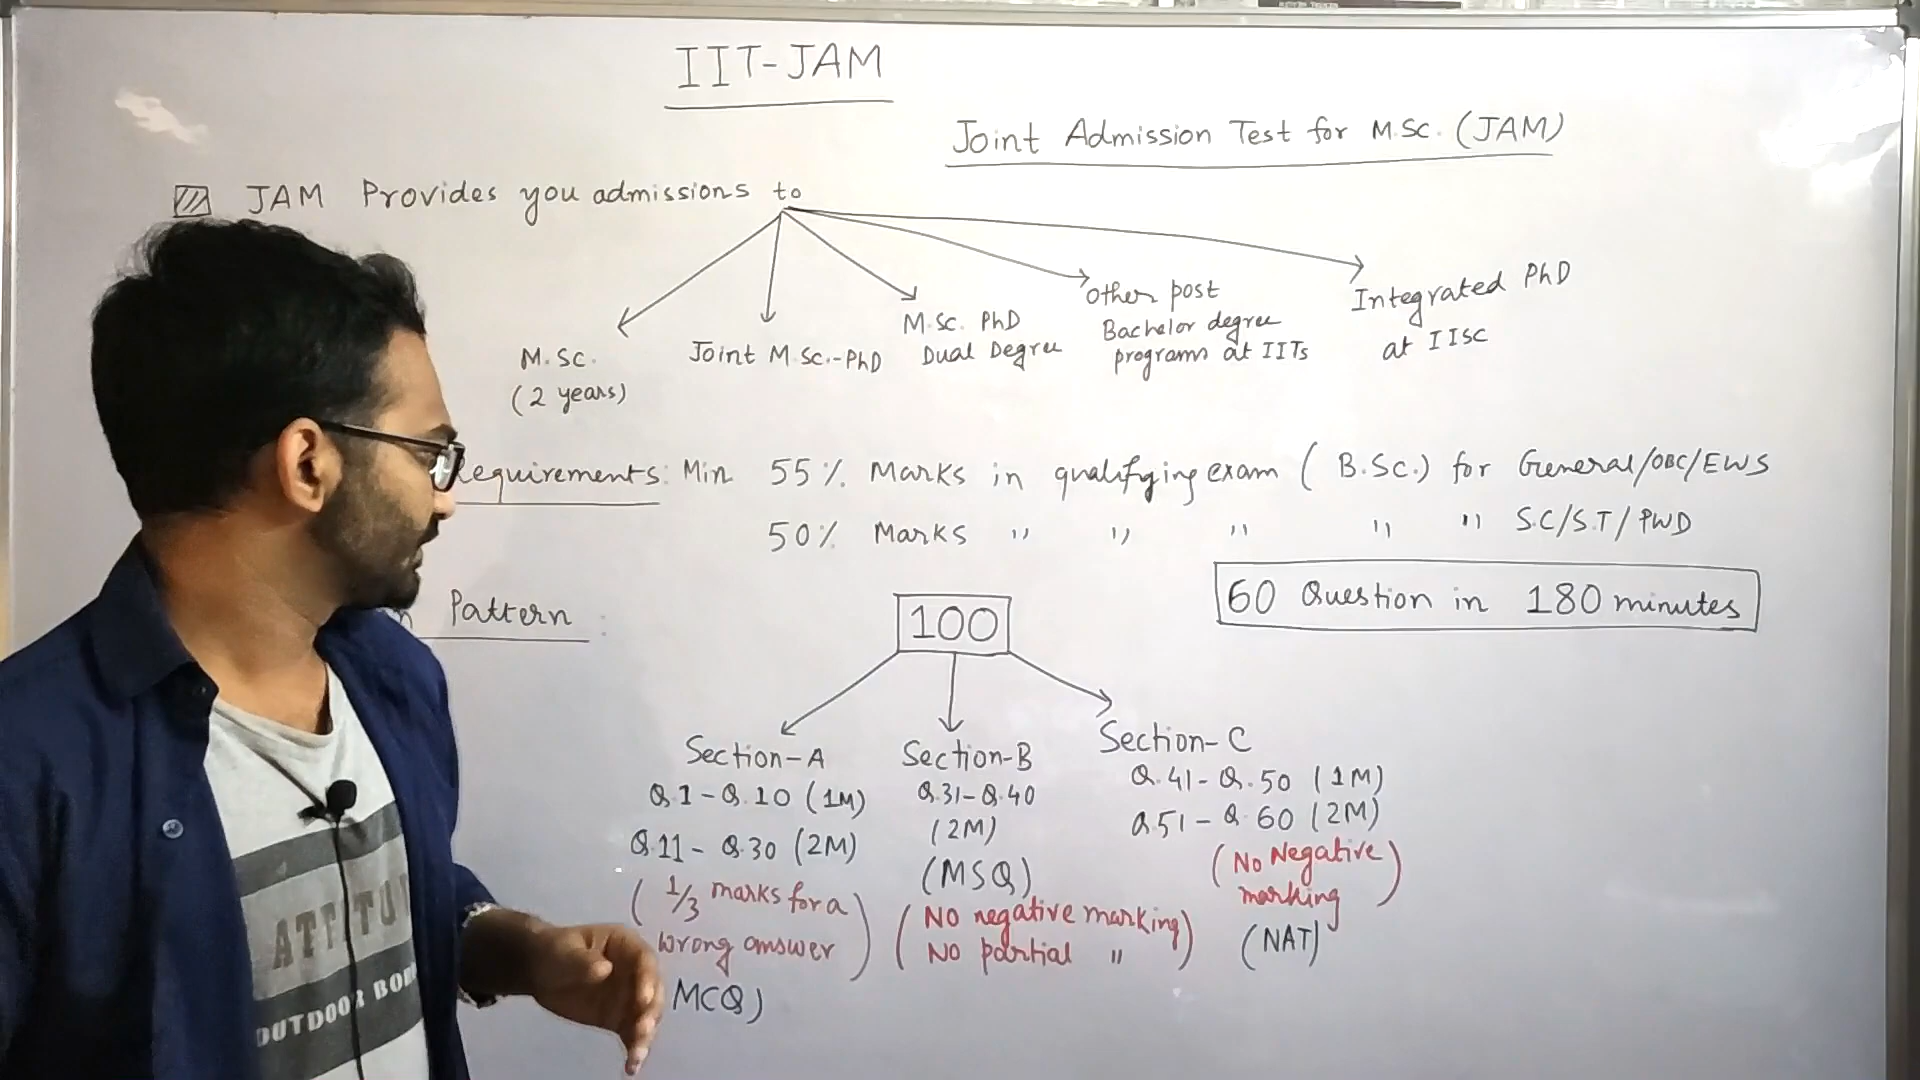 IIT-JAM
Joint Admission Test for M.Sc. (JAM)
JAM Provides you admissions to
M.Sc.
(2 years)
Joint M.Sc.-PhD
M.Sc. PhD
Dual Degree
Other post
Bachelor degree
programs at IITs
Integrated PhD
at IISc
Requirements: Min 55% Marks in qualifying exam (B.Sc.) for General/OBC/EWS
50% Marks " " " " " S.C/S.T/PWD
Pattern :
100
60 Question in 180 minutes
Section-A
Q.1-Q.10 (1M)
Q.11-Q.30 (2M)
(1/3 marks for a
wrong answer)
MCQ)
Section-B
Q.31-Q.40
(2M)
(MSQ)
(No negative marking)
No partial "
Section-C
Q.41-Q.50 (1M)
Q.51-Q.60 (2M)
(No Negative
marking)
(NAT)
OUTDOOR